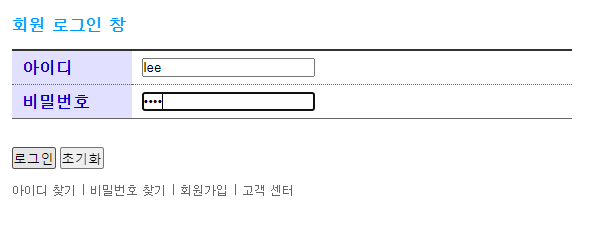 회원 로그인 창
아이디 lee
비밀번호 ••••
로그인 초기화
아이디 찾기 | 비밀번호 찾기 | 회원가입 | 고객 센터